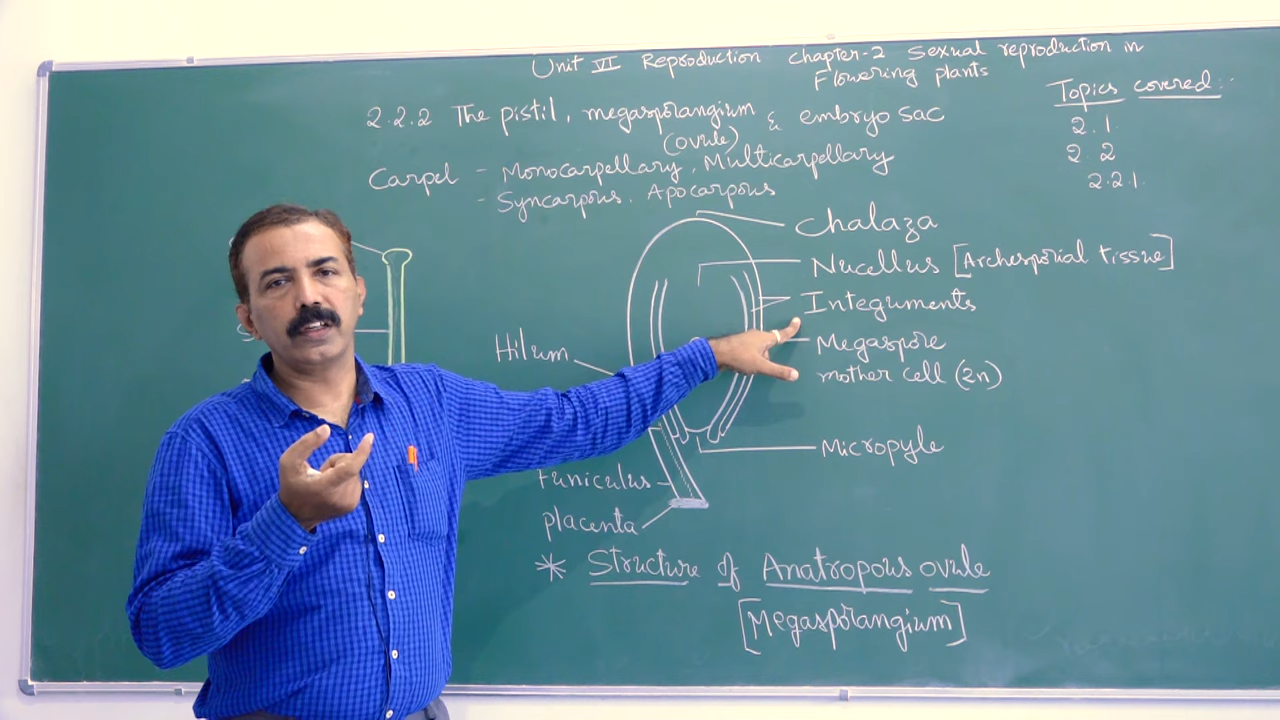 Unit VI Reproduction chapter-2 Sexual reproduction in
Flowering plants
Topics covered:-
2.1.
2.2
2.2.1.
2.2.2 The pistil, megasporangium & embryo sac
(ovule)
Carpel - Monocarpellary, Multicarpellary
- Syncarpous, Apocarpous
Chalaza
Nucellus [Archesporial tissue]
Integuments
Megaspore
mother cell (2n)
Hilum
Micropyle
Funiculus
placenta
* Structure of Anatropous ovule
[Megasporangium]